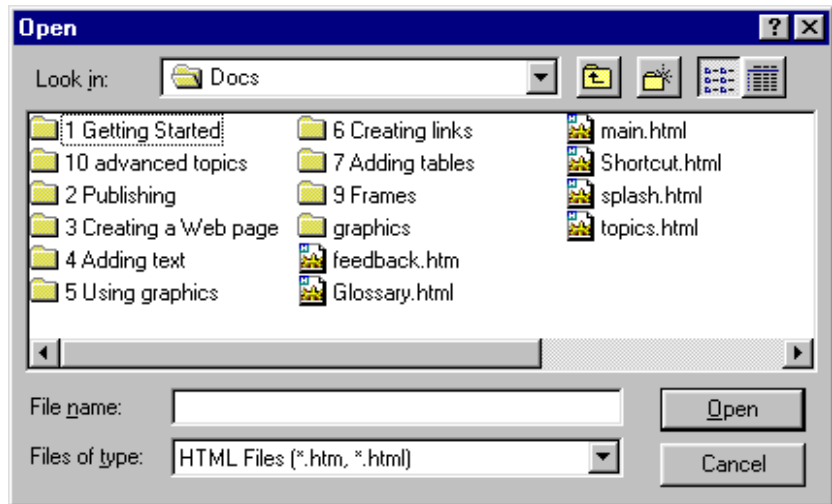 Open
Look in: Docs
1 Getting Started
10 advanced topics
2 Publishing
3 Creating a Web page
4 Adding text
5 Using graphics
6 Creating links
7 Adding tables
9 Frames
graphics
feedback.htm
Glossary.html
main.html
Shortcut.html
splash.html
topics.html
File name:
Open
Files of type: HTML Files (*.htm, *.html)
Cancel